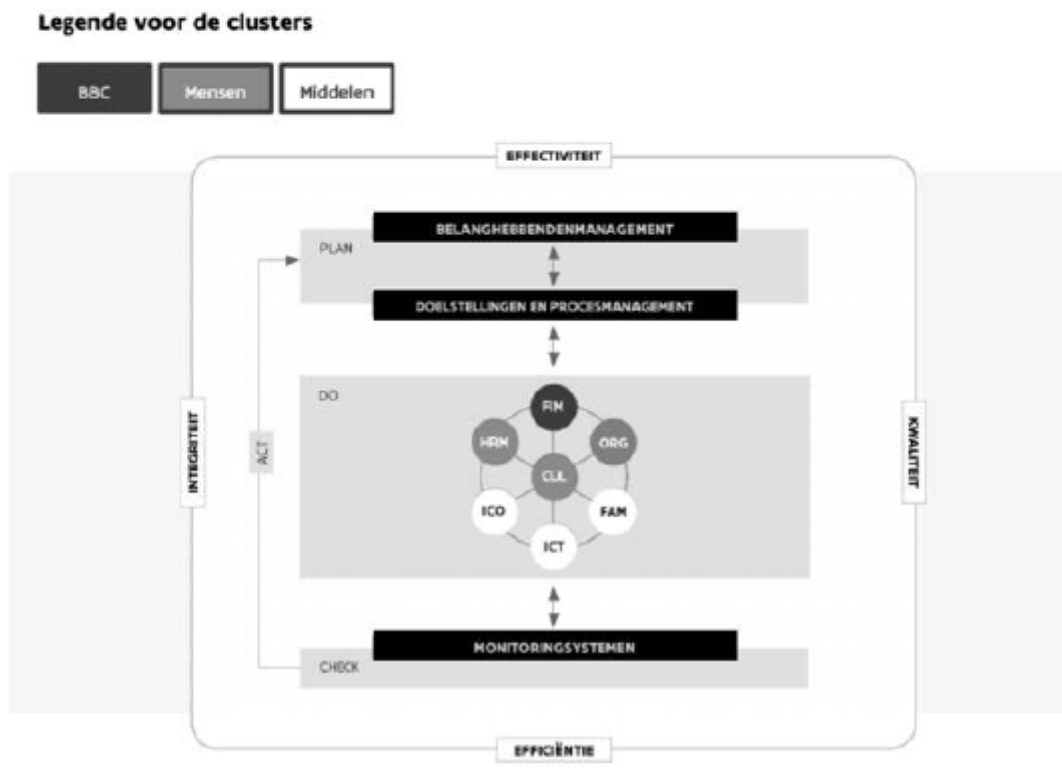 Legende voor de clusters
BBC
Mensen
Middelen
EFFECTIVITEIT
BELANGHEBBENDENMANAGEMENT
PLAN
DOELSTELLINGEN EN PROCESMANAGEMENT
DO
FIM
HRM
ORG
CUL
ICO
FAM
ICT
INTEGRITEIT
ACT
KWALITEIT
MONITORINGSYSTEMEN
CHECK
EFFICIËNTIE